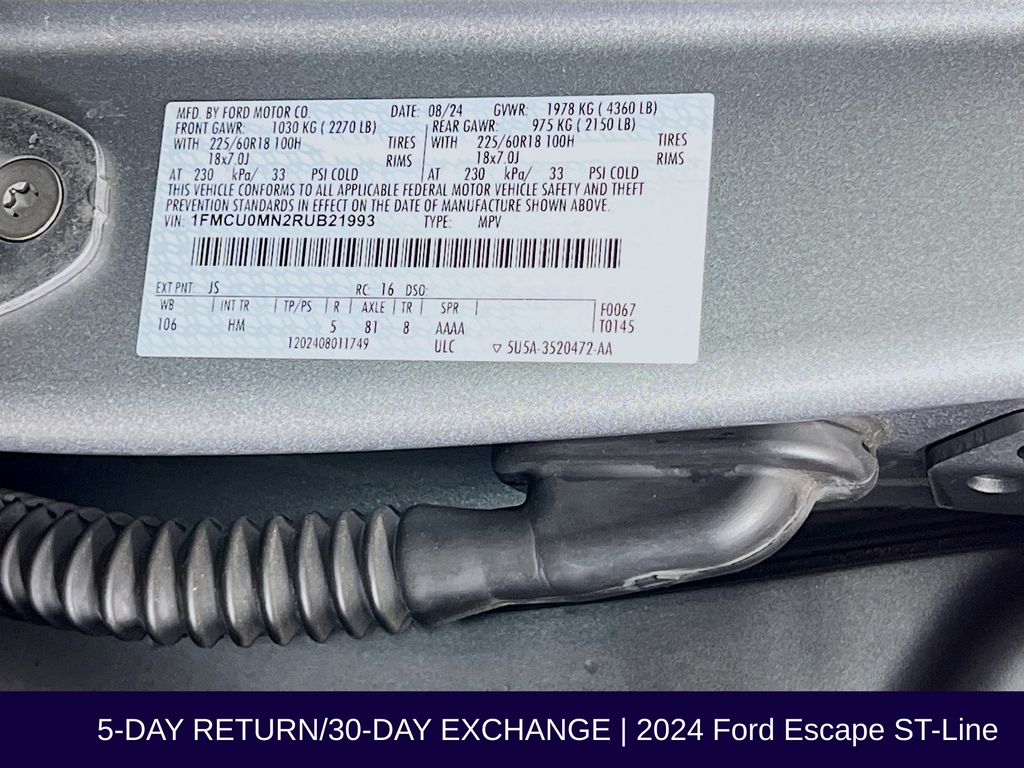 MFD. BY FORD MOTOR CO. DATE: 08/24 GVWR: 1978 KG ( 4360 LB)
FRONT GAWR: 1030 KG ( 2270 LB) REAR GAWR: 975 KG ( 2150 LB)
WITH 225/60R18 100H TIRES WITH 225/60R18 100H TIRES
18x7.0J RIMS 18x7.0J RIMS
AT 230 kPa/ 33 PSI COLD AT 230 kPa/ 33 PSI COLD
THIS VEHICLE CONFORMS TO ALL APPLICABLE FEDERAL MOTOR VEHICLE SAFETY AND THEFT
PREVENTION STANDARDS IN EFFECT ON THE DATE OF MANUFACTURE SHOWN ABOVE.
VIN: 1FMCU0MN2RUB21993 TYPE: MPV
EXT PNT: JS RC: 16 DSO:
WB INT TR TP/PS R AXLE TR SPR F0067
106 HM 5 81 8 AAAA T0145
1202408011749 ULC ▽ 5U5A-3520472-AA
5-DAY RETURN/30-DAY EXCHANGE | 2024 Ford Escape ST-Line